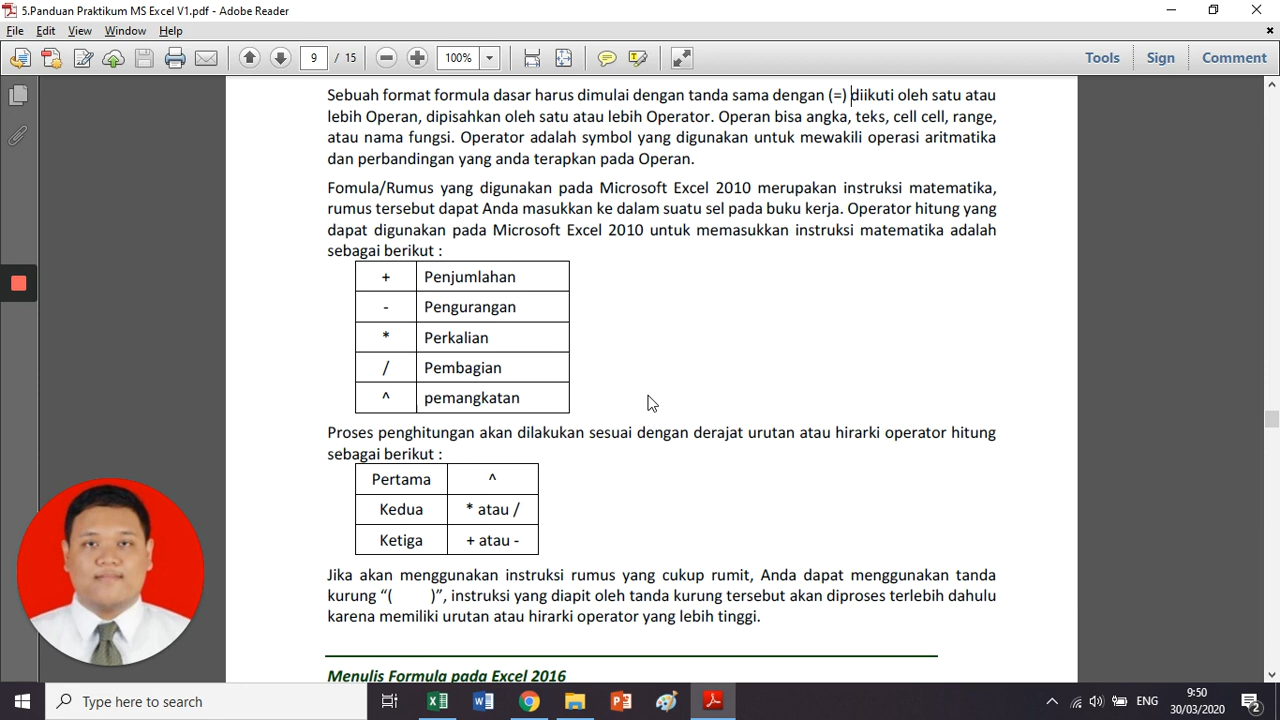 5.Panduan Praktikum MS Excel V1.pdf - Adobe Reader
File Edit View Window Help
9 / 15 100% Tools Sign Comment
Sebuah format formula dasar harus dimulai dengan tanda sama dengan (=) diikuti oleh satu atau
lebih Operan, dipisahkan oleh satu atau lebih Operator. Operan bisa angka, teks, cell cell, range,
atau nama fungsi. Operator adalah symbol yang digunakan untuk mewakili operasi aritmatika
dan perbandingan yang anda terapkan pada Operan.
Fomula/Rumus yang digunakan pada Microsoft Excel 2010 merupakan instruksi matematika,
rumus tersebut dapat Anda masukkan ke dalam suatu sel pada buku kerja. Operator hitung yang
dapat digunakan pada Microsoft Excel 2010 untuk memasukkan instruksi matematika adalah
sebagai berikut :
+ Penjumlahan
- Pengurangan
* Perkalian
/ Pembagian
^ pemangkatan
Proses penghitungan akan dilakukan sesuai dengan derajat urutan atau hirarki operator hitung
sebagai berikut :
Pertama ^
Kedua * atau /
Ketiga + atau -
Jika akan menggunakan instruksi rumus yang cukup rumit, Anda dapat menggunakan tanda
kurung “( )”, instruksi yang diapit oleh tanda kurung tersebut akan diproses terlebih dahulu
karena memiliki urutan atau hirarki operator yang lebih tinggi.
Menulis Formula pada Excel 2016
Type here to search
ENG
9:50
30/03/2020
2